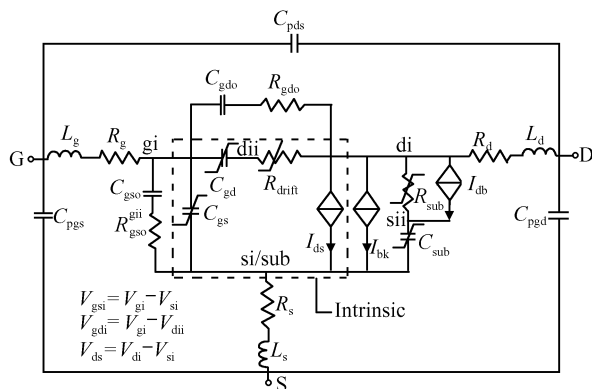 C_pds
C_gdo R_gdo
L_g R_g gi dii di R_d L_d
G D
C_gso C_gd R_drift R_sub I_db
C_pgs R_gso^gii C_gs sii C_pgd
I_ds I_bk C_sub
si/sub
V_gsi = V_gi − V_si
V_gdi = V_gi − V_dii
V_ds = V_di − V_si
R_s Intrinsic
L_s
S